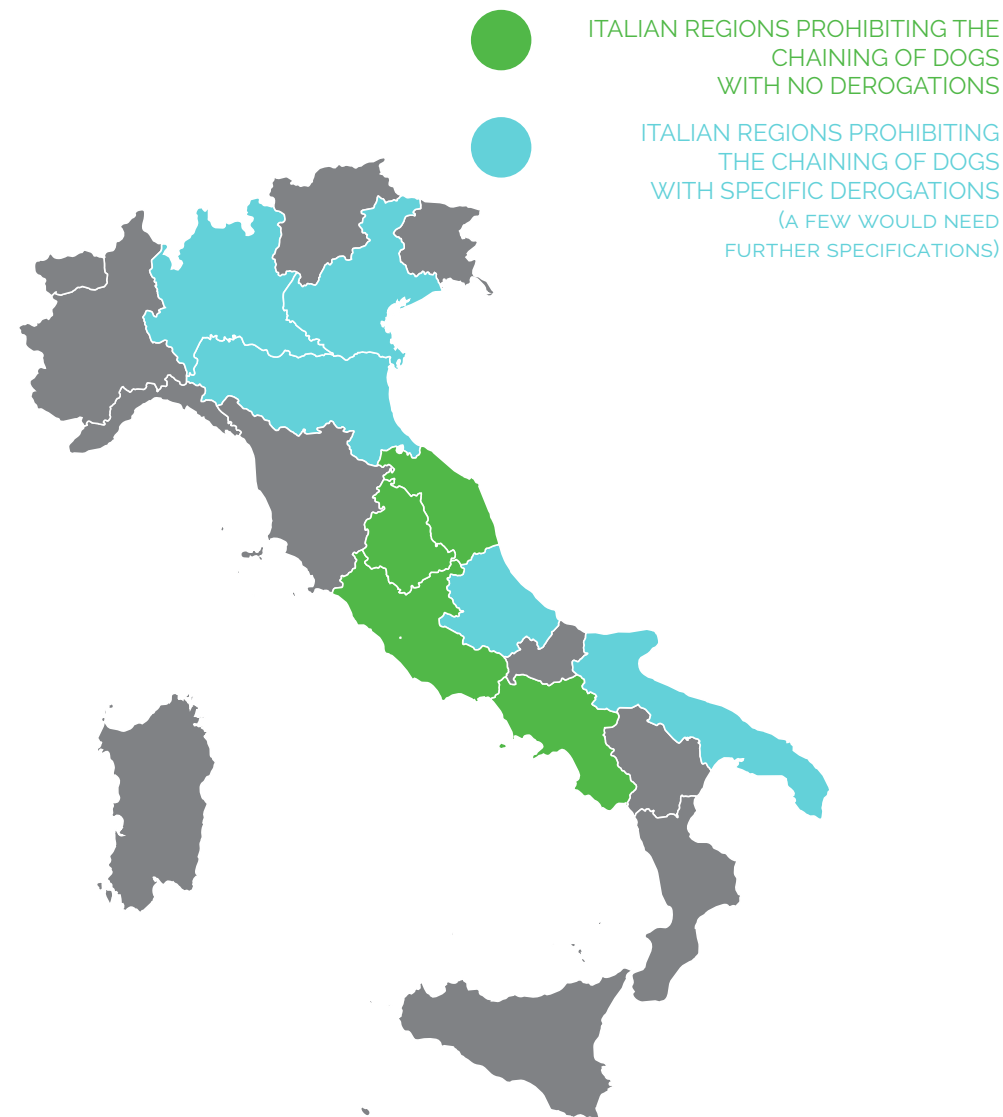 ITALIAN REGIONS PROHIBITING THE
CHAINING OF DOGS
WITH NO DEROGATIONS
ITALIAN REGIONS PROHIBITING
THE CHAINING OF DOGS
WITH SPECIFIC DEROGATIONS
(A FEW WOULD NEED
FURTHER SPECIFICATIONS)